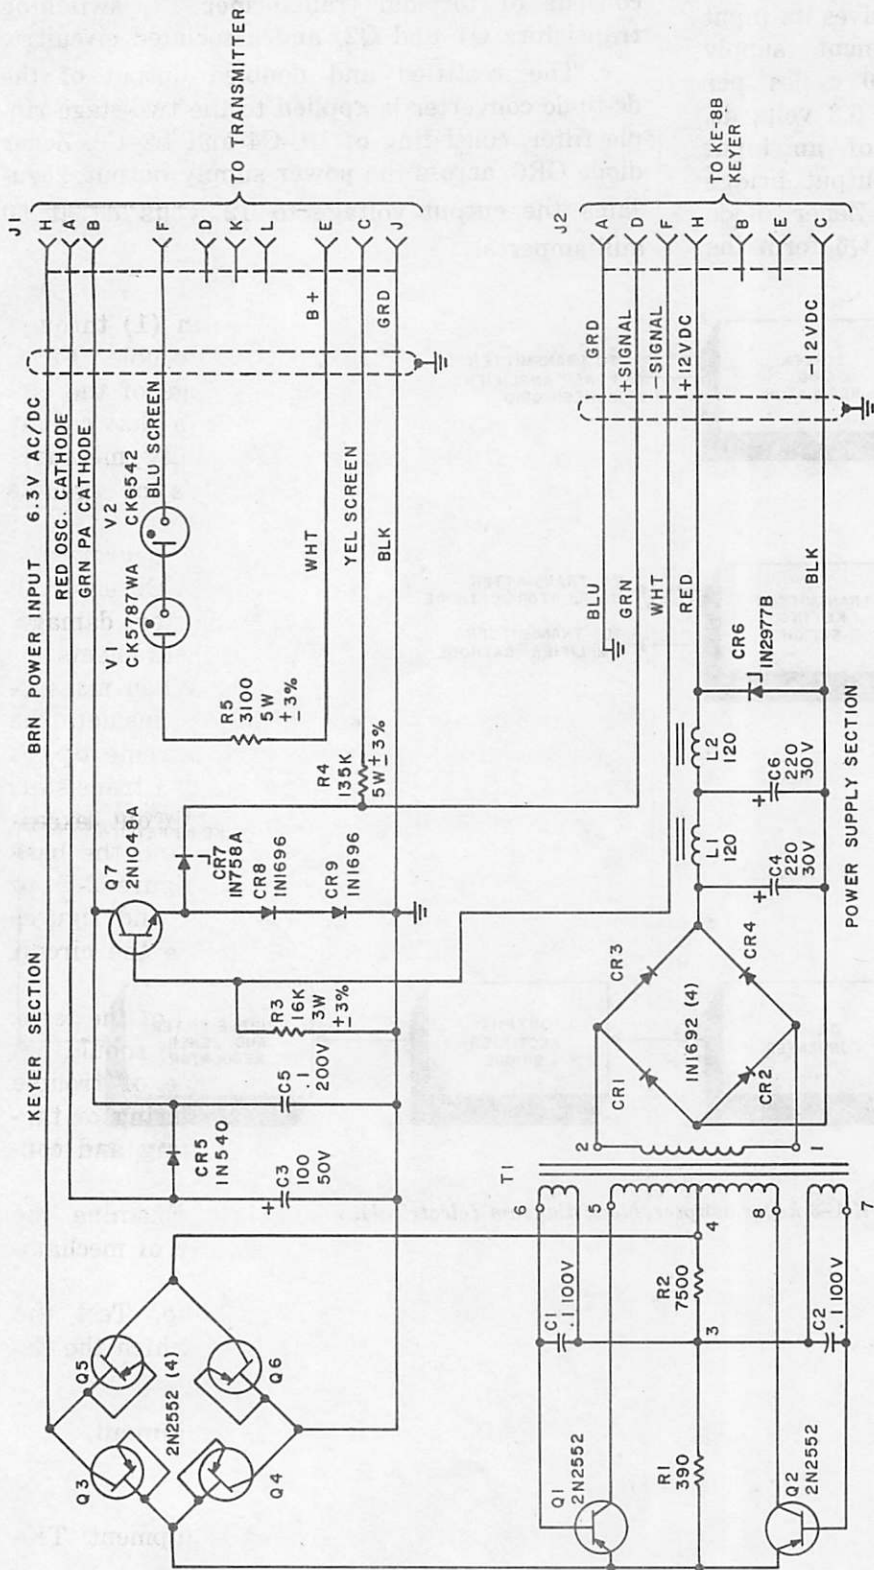 J1
H
A
B
F
D
K
L
E
C
J
TO TRANSMITTER
BRN POWER INPUT 6.3V AC/DC
RED OSC. CATHODE
GRN PA CATHODE
V1
CK5787WA
V2
CK6542
BLU SCREEN
B+
WHT
YEL SCREEN
BLK
GRD
R5
3100
5W
±3%
R4
135K
5W±3%
KEYER SECTION
Q7
2N1048A
CR7
1N758A
CR8
1N1696
CR9
1N1696
R3
16K
3W
±3%
C5
.1
200V
CR5
1N540
C3
+
100
50V
Q5
Q6
2N2552 (4)
Q3
Q4
J2
A
D
F
H
B
E
C
TO KE-8B
KEYER
GRD
+SIGNAL
-SIGNAL
+12VDC
-12VDC
BLU
GRN
WHT
RED
BLK
CR6
1N2977B
L2
120
L1
120
+
C6
220
30V
+
C4
220
30V
POWER SUPPLY SECTION
CR3
CR4
1N1692 (4)
CR1
CR2
2
1
T1
6
5
4
8
7
C1
.1 100V
R2
7500
3
C2
.1 100V
R1
390
Q1
2N2552
Q2
2N2552